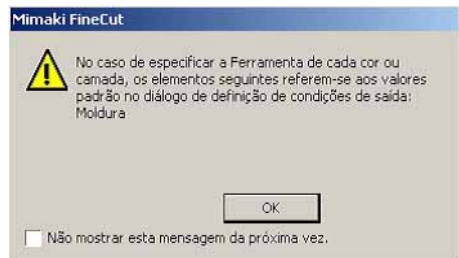 Mimaki FineCut
No caso de especificar a Ferramenta de cada cor ou
camada, os elementos seguintes referem-se aos valores
padrão no diálogo de definição de condições de saída:
Moldura
OK
Não mostrar esta mensagem da próxima vez.